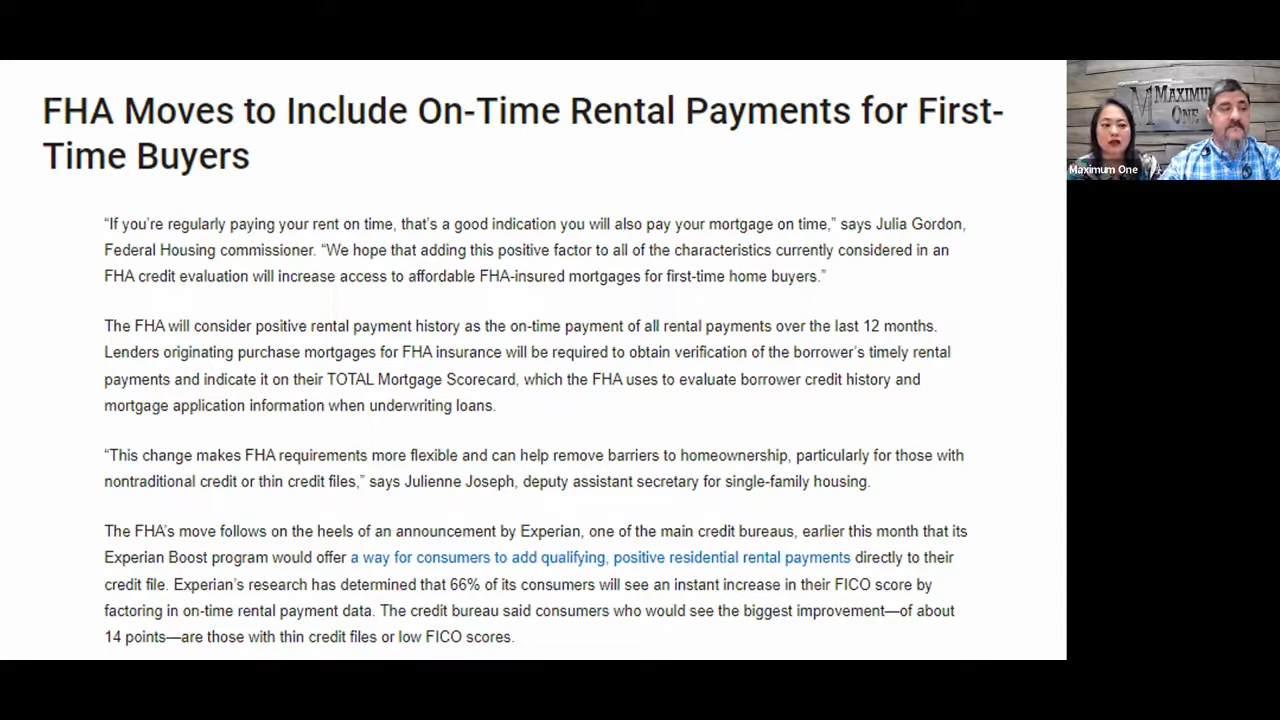 FHA Moves to Include On-Time Rental Payments for First-
Time Buyers
“If you’re regularly paying your rent on time, that’s a good indication you will also pay your mortgage on time,” says Julia Gordon,
Federal Housing commissioner. “We hope that adding this positive factor to all of the characteristics currently considered in an
FHA credit evaluation will increase access to affordable FHA-insured mortgages for first-time home buyers.”
The FHA will consider positive rental payment history as the on-time payment of all rental payments over the last 12 months.
Lenders originating purchase mortgages for FHA insurance will be required to obtain verification of the borrower’s timely rental
payments and indicate it on their TOTAL Mortgage Scorecard, which the FHA uses to evaluate borrower credit history and
mortgage application information when underwriting loans.
“This change makes FHA requirements more flexible and can help remove barriers to homeownership, particularly for those with
nontraditional credit or thin credit files,” says Julienne Joseph, deputy assistant secretary for single-family housing.
The FHA’s move follows on the heels of an announcement by Experian, one of the main credit bureaus, earlier this month that its
Experian Boost program would offer a way for consumers to add qualifying, positive residential rental payments directly to their
credit file. Experian’s research has determined that 66% of its consumers will see an instant increase in their FICO score by
factoring in on-time rental payment data. The credit bureau said consumers who would see the biggest improvement—of about
14 points—are those with thin credit files or low FICO scores.
M MAXIMUM
ONE
Maximum One